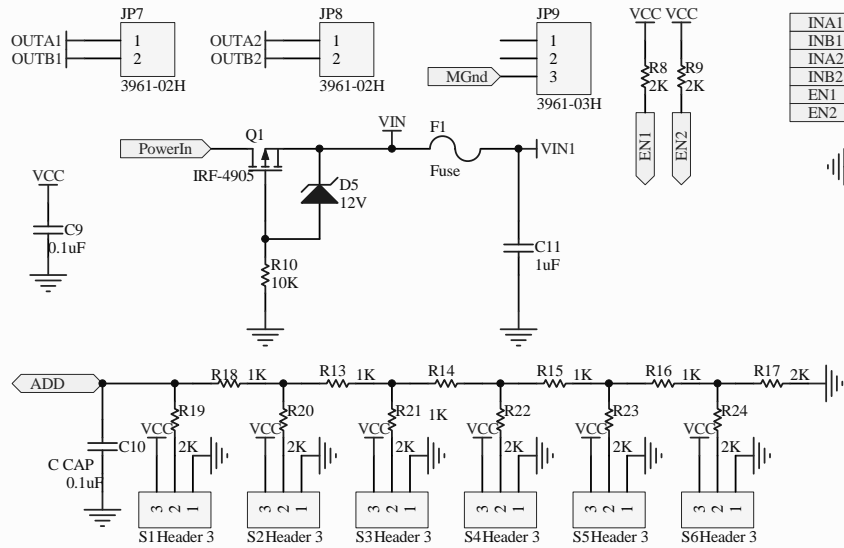 JP7
OUTA1 1
OUTB1 2
3961-02H
JP8
OUTA2 1
OUTB2 2
3961-02H
JP9
1
2
MGnd 3
3961-03H
VCC VCC
R8 R9
2K 2K
EN1 EN2
INA1
INB1
INA2
INB2
EN1
EN2
PowerIn
Q1
IRF-4905
VIN
F1
Fuse
VIN1
D5
12V
R10
10K
C11
1uF
VCC
C9
0.1uF
ADD
R18 1K R13 1K R14 1K R15 1K R16 1K R17 2K
R19 R20 R21 1K R22 R23 R24
VCC VCC VCC VCC VCC VCC
C10 2K 2K 2K 2K 2K 2K
C CAP
0.1uF
3 2 1 3 2 1 3 2 1 3 2 1 3 2 1 3 2 1
S1Header 3 S2Header 3 S3Header 3 S4Header 3 S5Header 3 S6Header 3